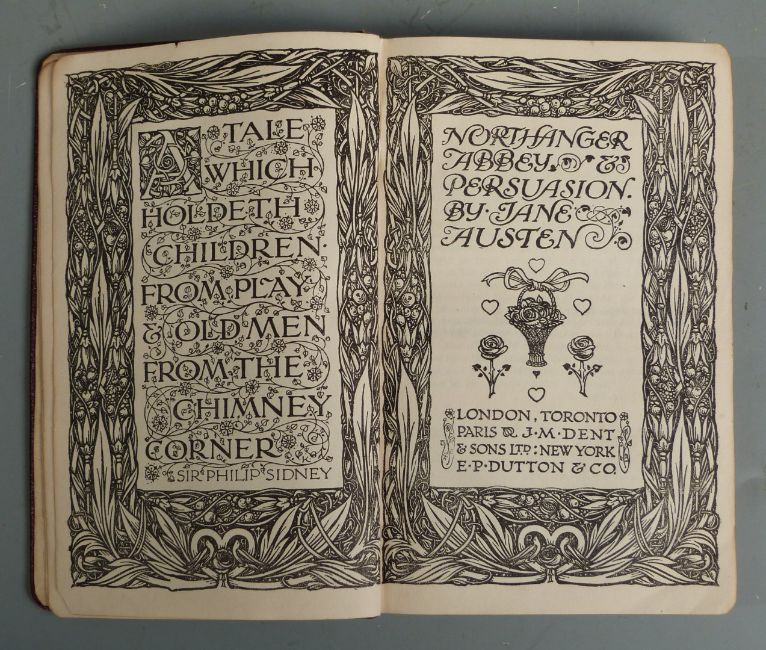 A TALE
WHICH
HOLDETH
CHILDREN
FROM PLAY
& OLD MEN
FROM THE
CHIMNEY
CORNER
SIR PHILIP SIDNEY
NORTHANGER
ABBEY &
PERSUASION
BY JANE
AUSTEN
LONDON, TORONTO
PARIS & J·M·DENT
& SONS LTD: NEW YORK
E·P·DUTTON & CO